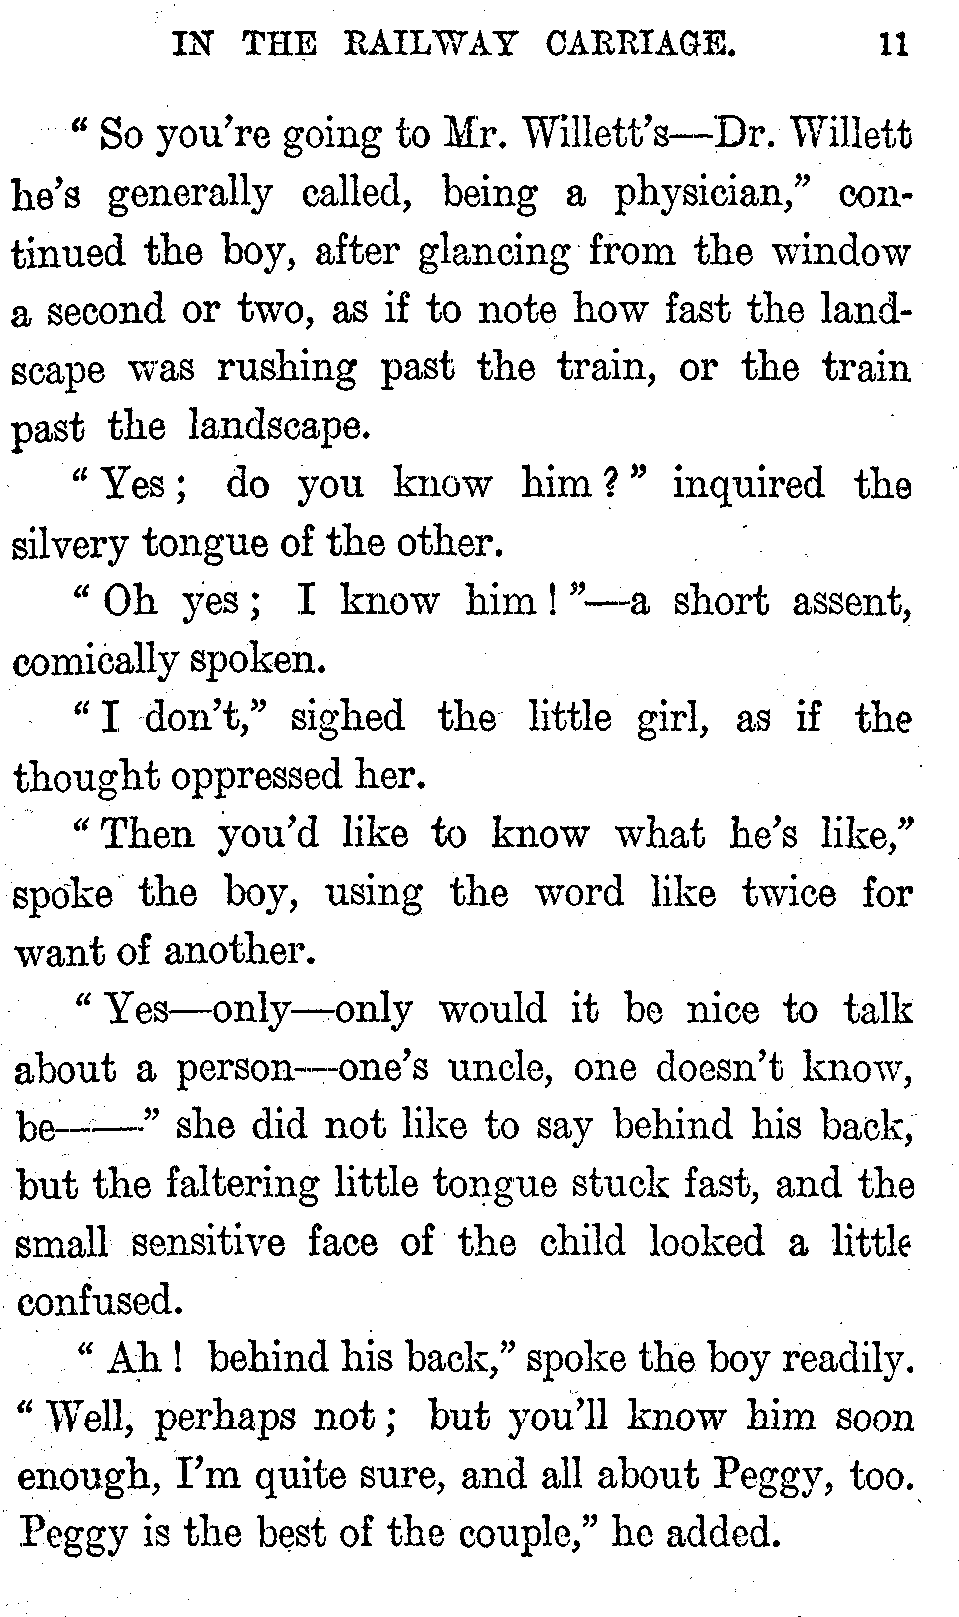 IN THE RAILWAY CARRIAGE. 11
“ So you’re going to Mr. Willett’s—Dr. Willett
he’s generally called, being a physician,” con-
tinued the boy, after glancing from the window
a second or two, as if to note how fast the land-
scape was rushing past the train, or the train
past the landscape.
“ Yes ; do you know him ? ” inquired the
silvery tongue of the other.
“ Oh yes ; I know him ! ”—a short assent,
comically spoken.
“ I don’t,” sighed the little girl, as if the
thought oppressed her.
“ Then you’d like to know what he’s like,”
spoke the boy, using the word like twice for
want of another.
“ Yes—only—only would it be nice to talk
about a person—one’s uncle, one doesn’t know,
be——” she did not like to say behind his back,
but the faltering little tongue stuck fast, and the
small sensitive face of the child looked a little
confused.
“ Ah ! behind his back,” spoke the boy readily.
“ Well, perhaps not ; but you’ll know him soon
enough, I’m quite sure, and all about Peggy, too.
Peggy is the best of the couple,” he added.